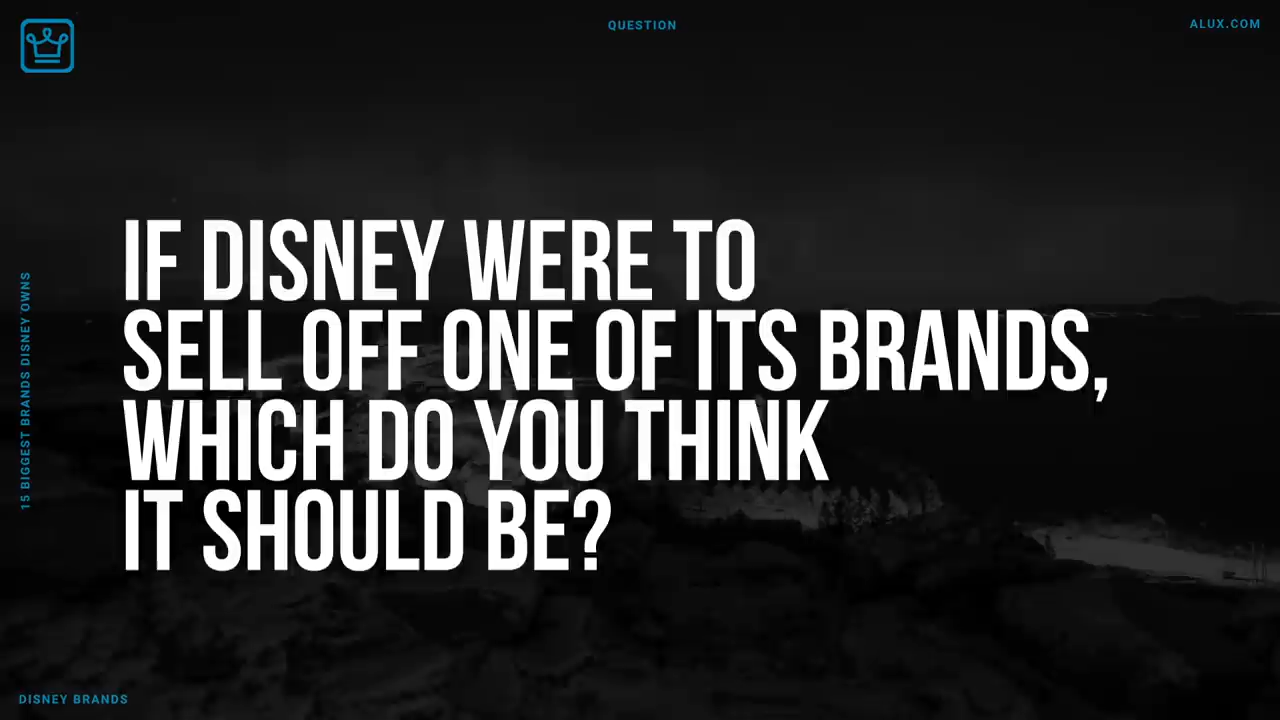 QUESTION
ALUX.COM
IF DISNEY WERE TO
SELL OFF ONE OF ITS BRANDS,
WHICH DO YOU THINK
IT SHOULD BE?
15 BIGGEST BRANDS DISNEY OWNS
DISNEY BRANDS